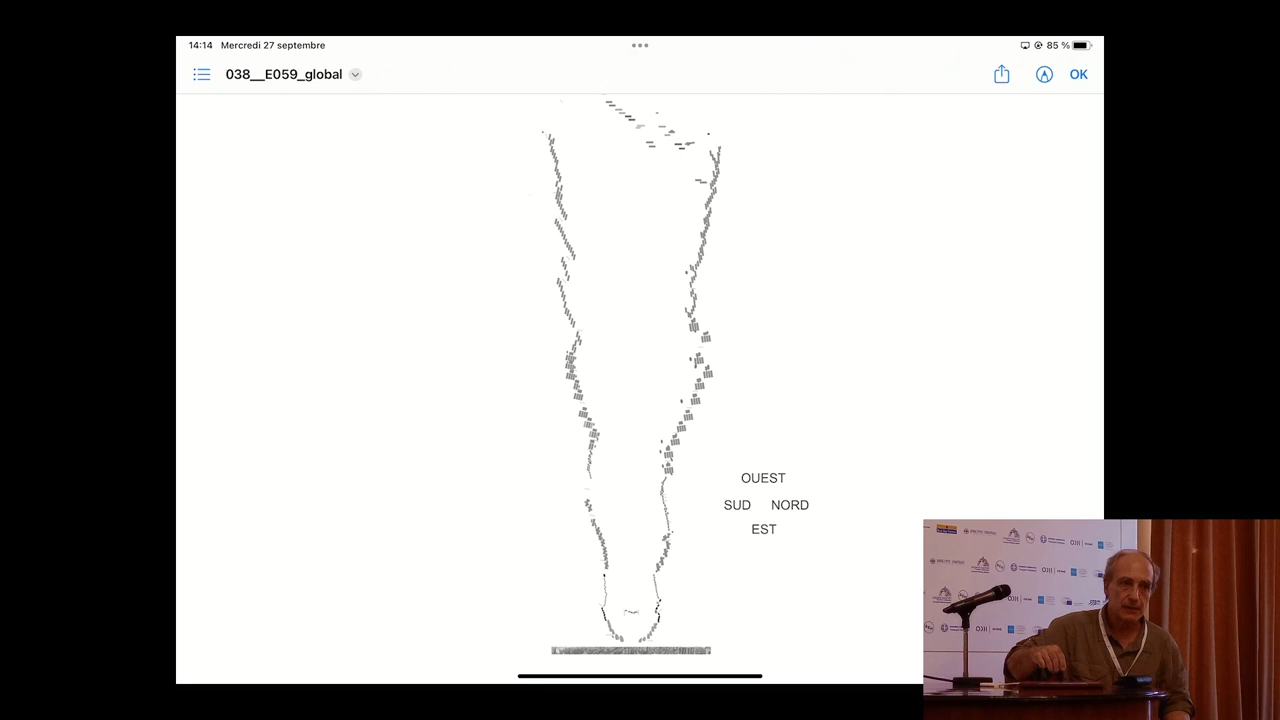 14:14 Mercredi 27 septembre
85 %
038__E059_global
OK
OUEST
SUD NORD
EST